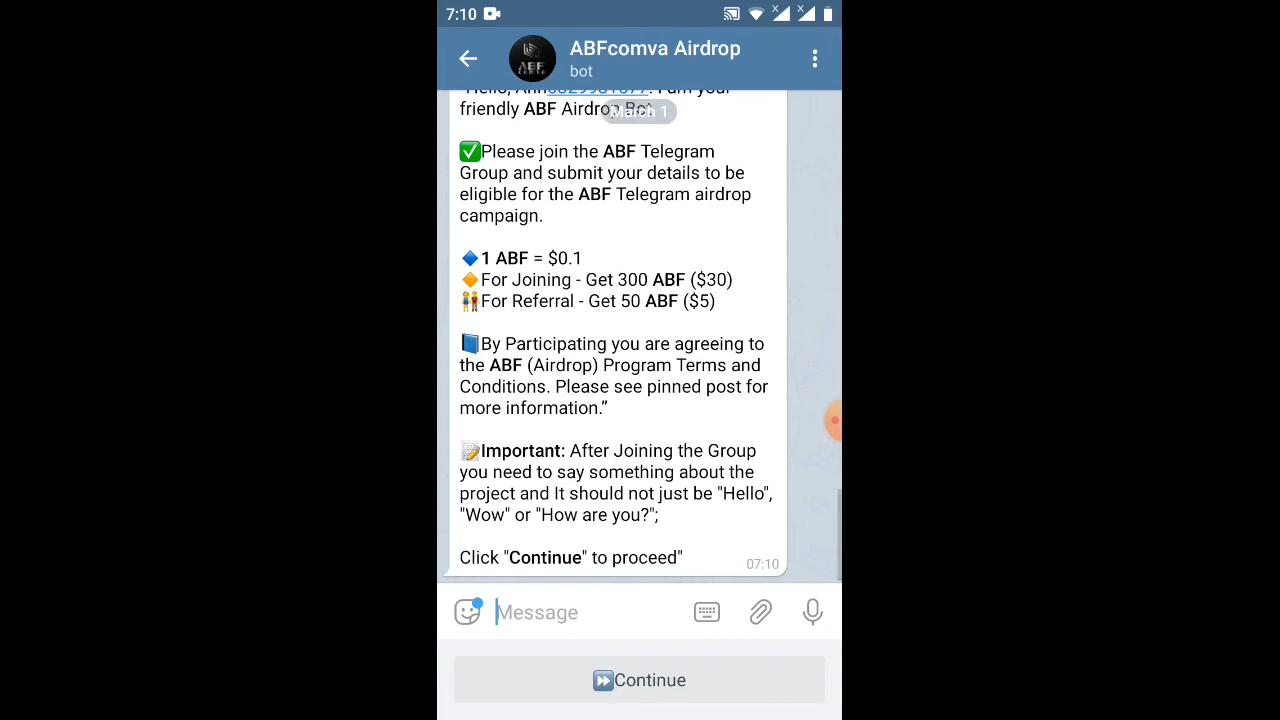 7:10
ABFcomva Airdrop
bot
friendly ABF Airdrop Bot.
March 1
✅Please join the ABF Telegram
Group and submit your details to be
eligible for the ABF Telegram airdrop
campaign.
🔷1 ABF = $0.1
🔶For Joining - Get 300 ABF ($30)
👫For Referral - Get 50 ABF ($5)
📘By Participating you are agreeing to
the ABF (Airdrop) Program Terms and
Conditions. Please see pinned post for
more information.”
📝Important: After Joining the Group
you need to say something about the
project and It should not just be "Hello",
"Wow" or "How are you?";
Click "Continue" to proceed"
07:10
Message
⏩Continue